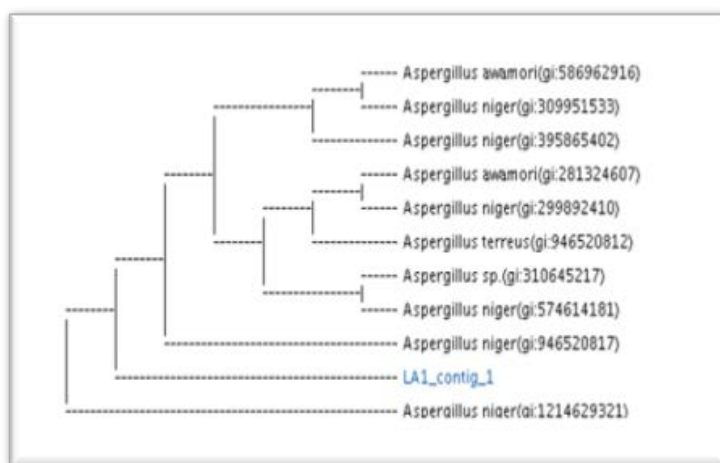 Aspergillus awamori(gi:586962916)
Aspergillus niger(gi:309951533)
Aspergillus niger(gi:395865402)
Aspergillus awamori(gi:281324607)
Aspergillus niger(gi:299892410)
Aspergillus terreus(gi:946520812)
Aspergillus sp.(gi:310645217)
Aspergillus niger(gi:574614181)
Aspergillus niger(gi:946520817)
LA1_contig_1
Aspergillus niger(gi:1214629321)